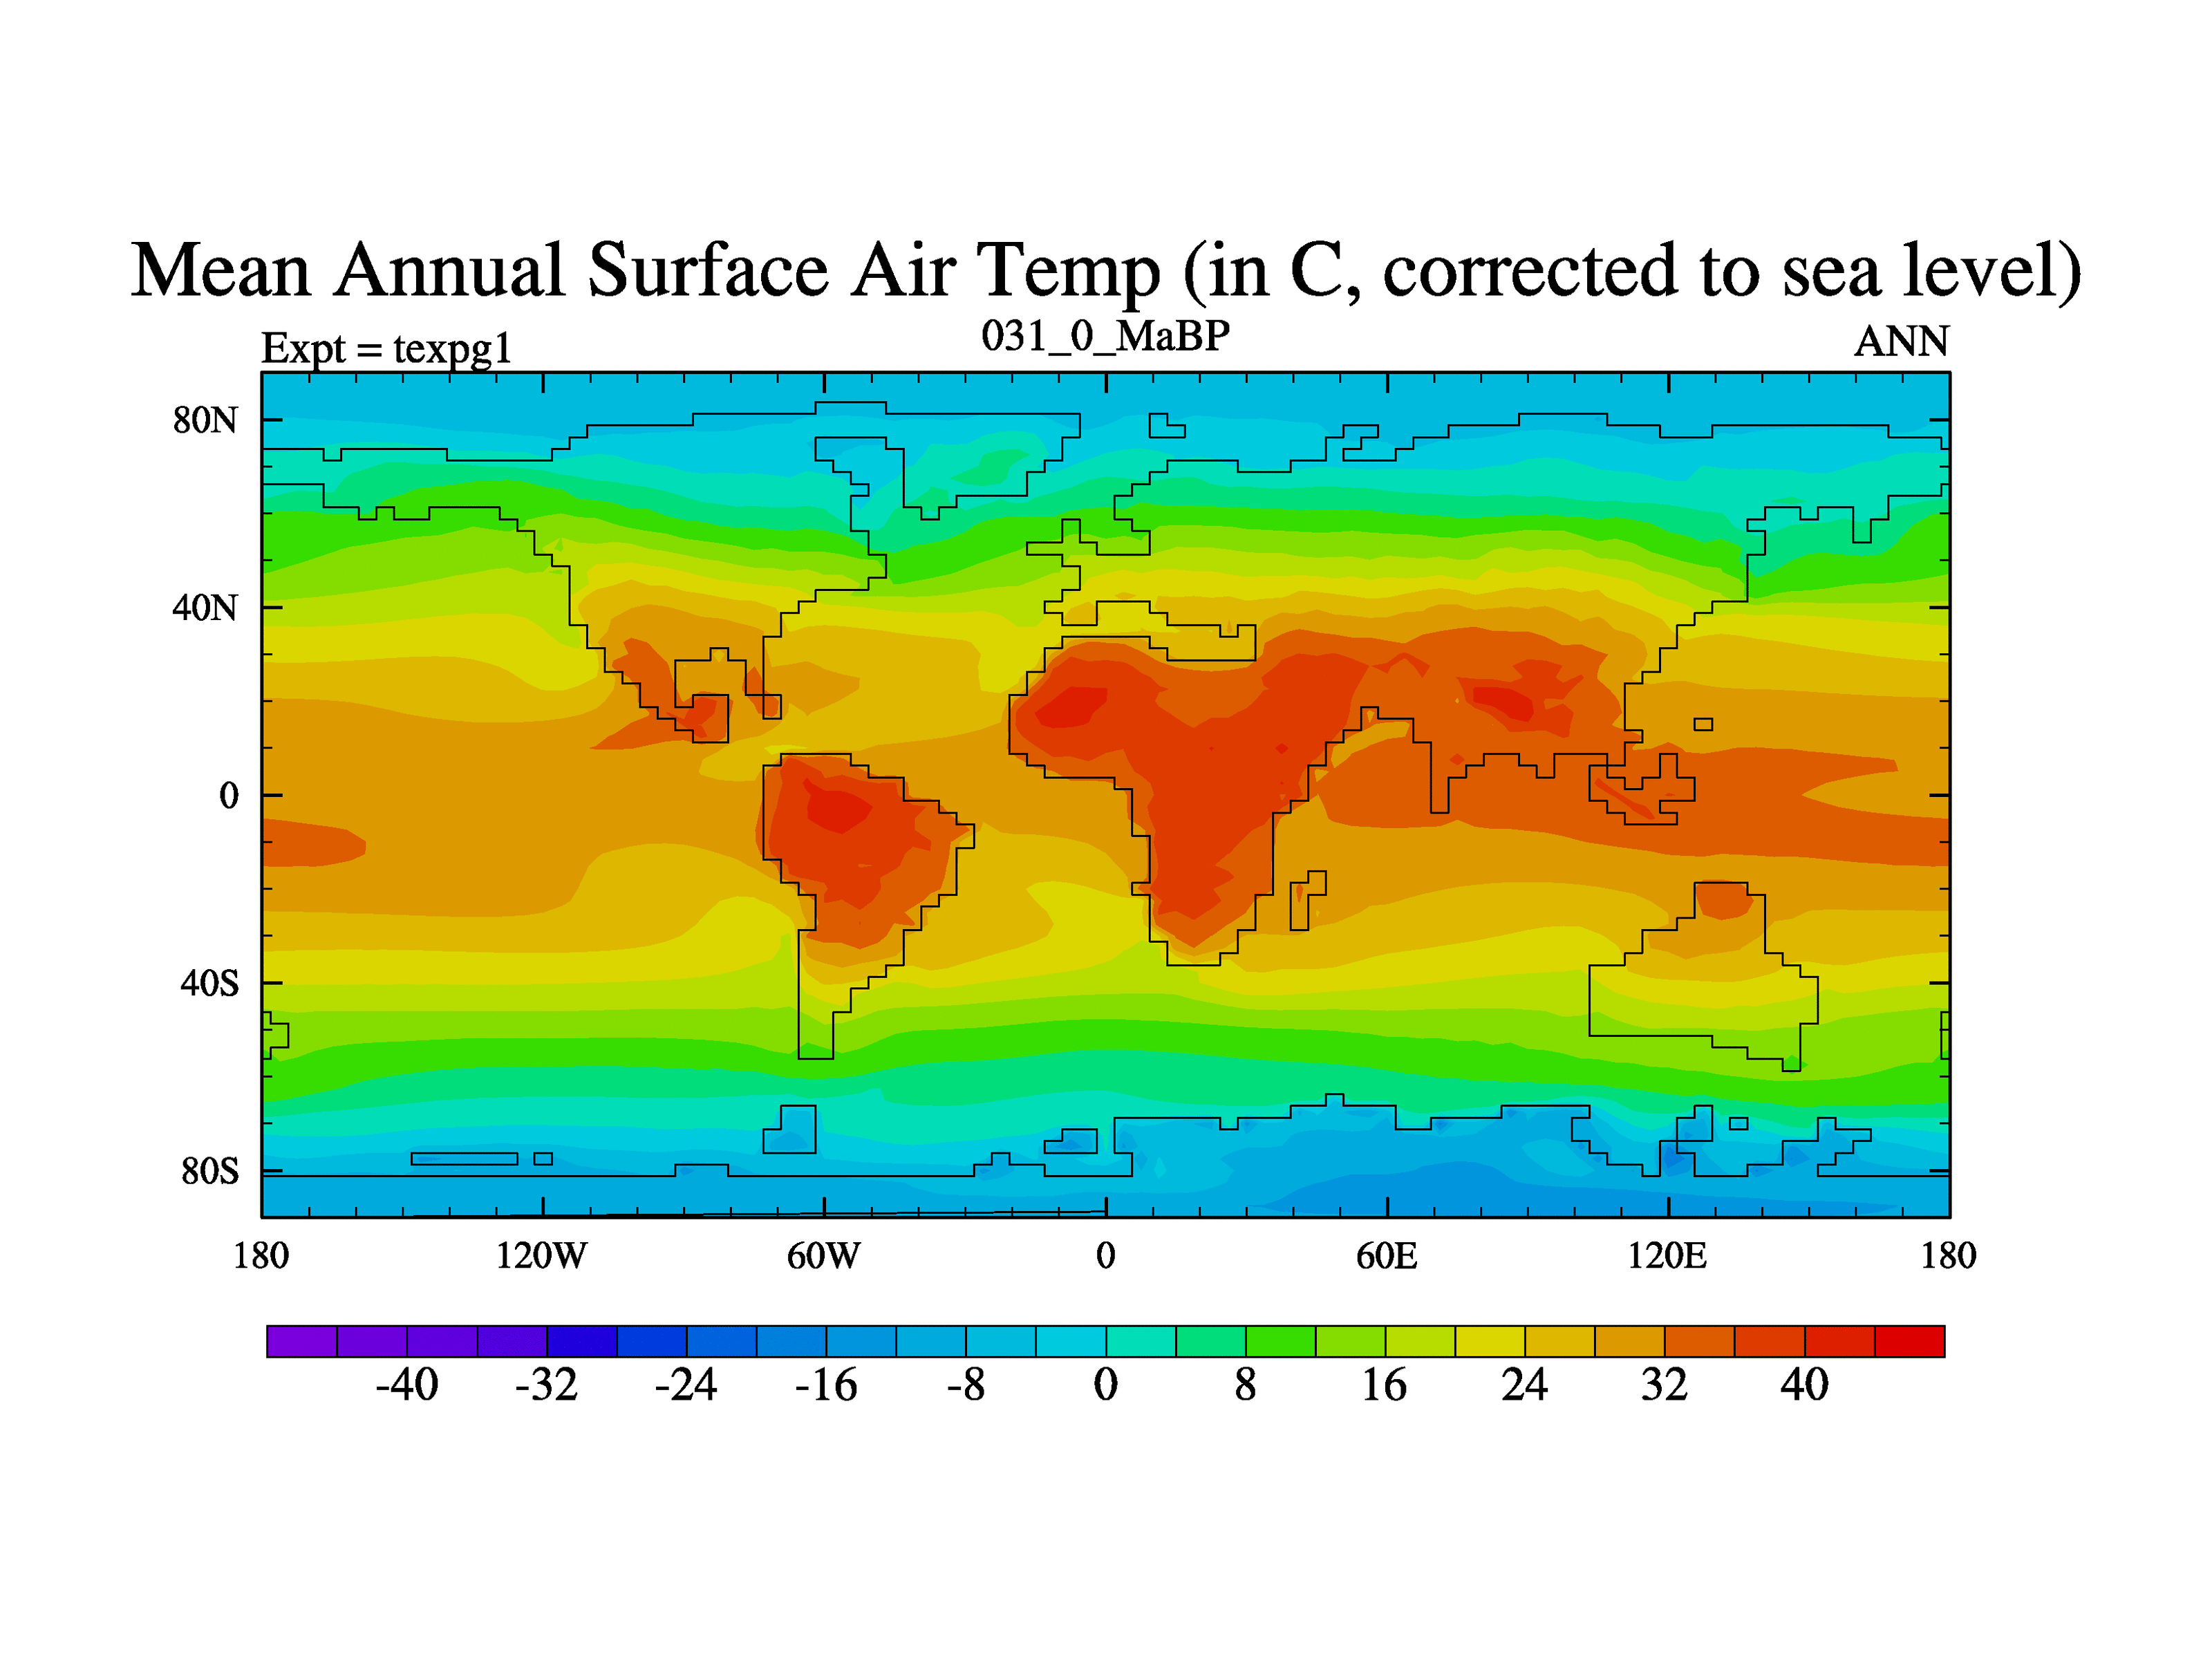 Mean Annual Surface Air Temp (in C, corrected to sea level)
031_0_MaBP
Expt = texpg1
ANN
80N
40N
0
40S
80S
180 120W 60W 0 60E 120E 180
-40 -32 -24 -16 -8 0 8 16 24 32 40